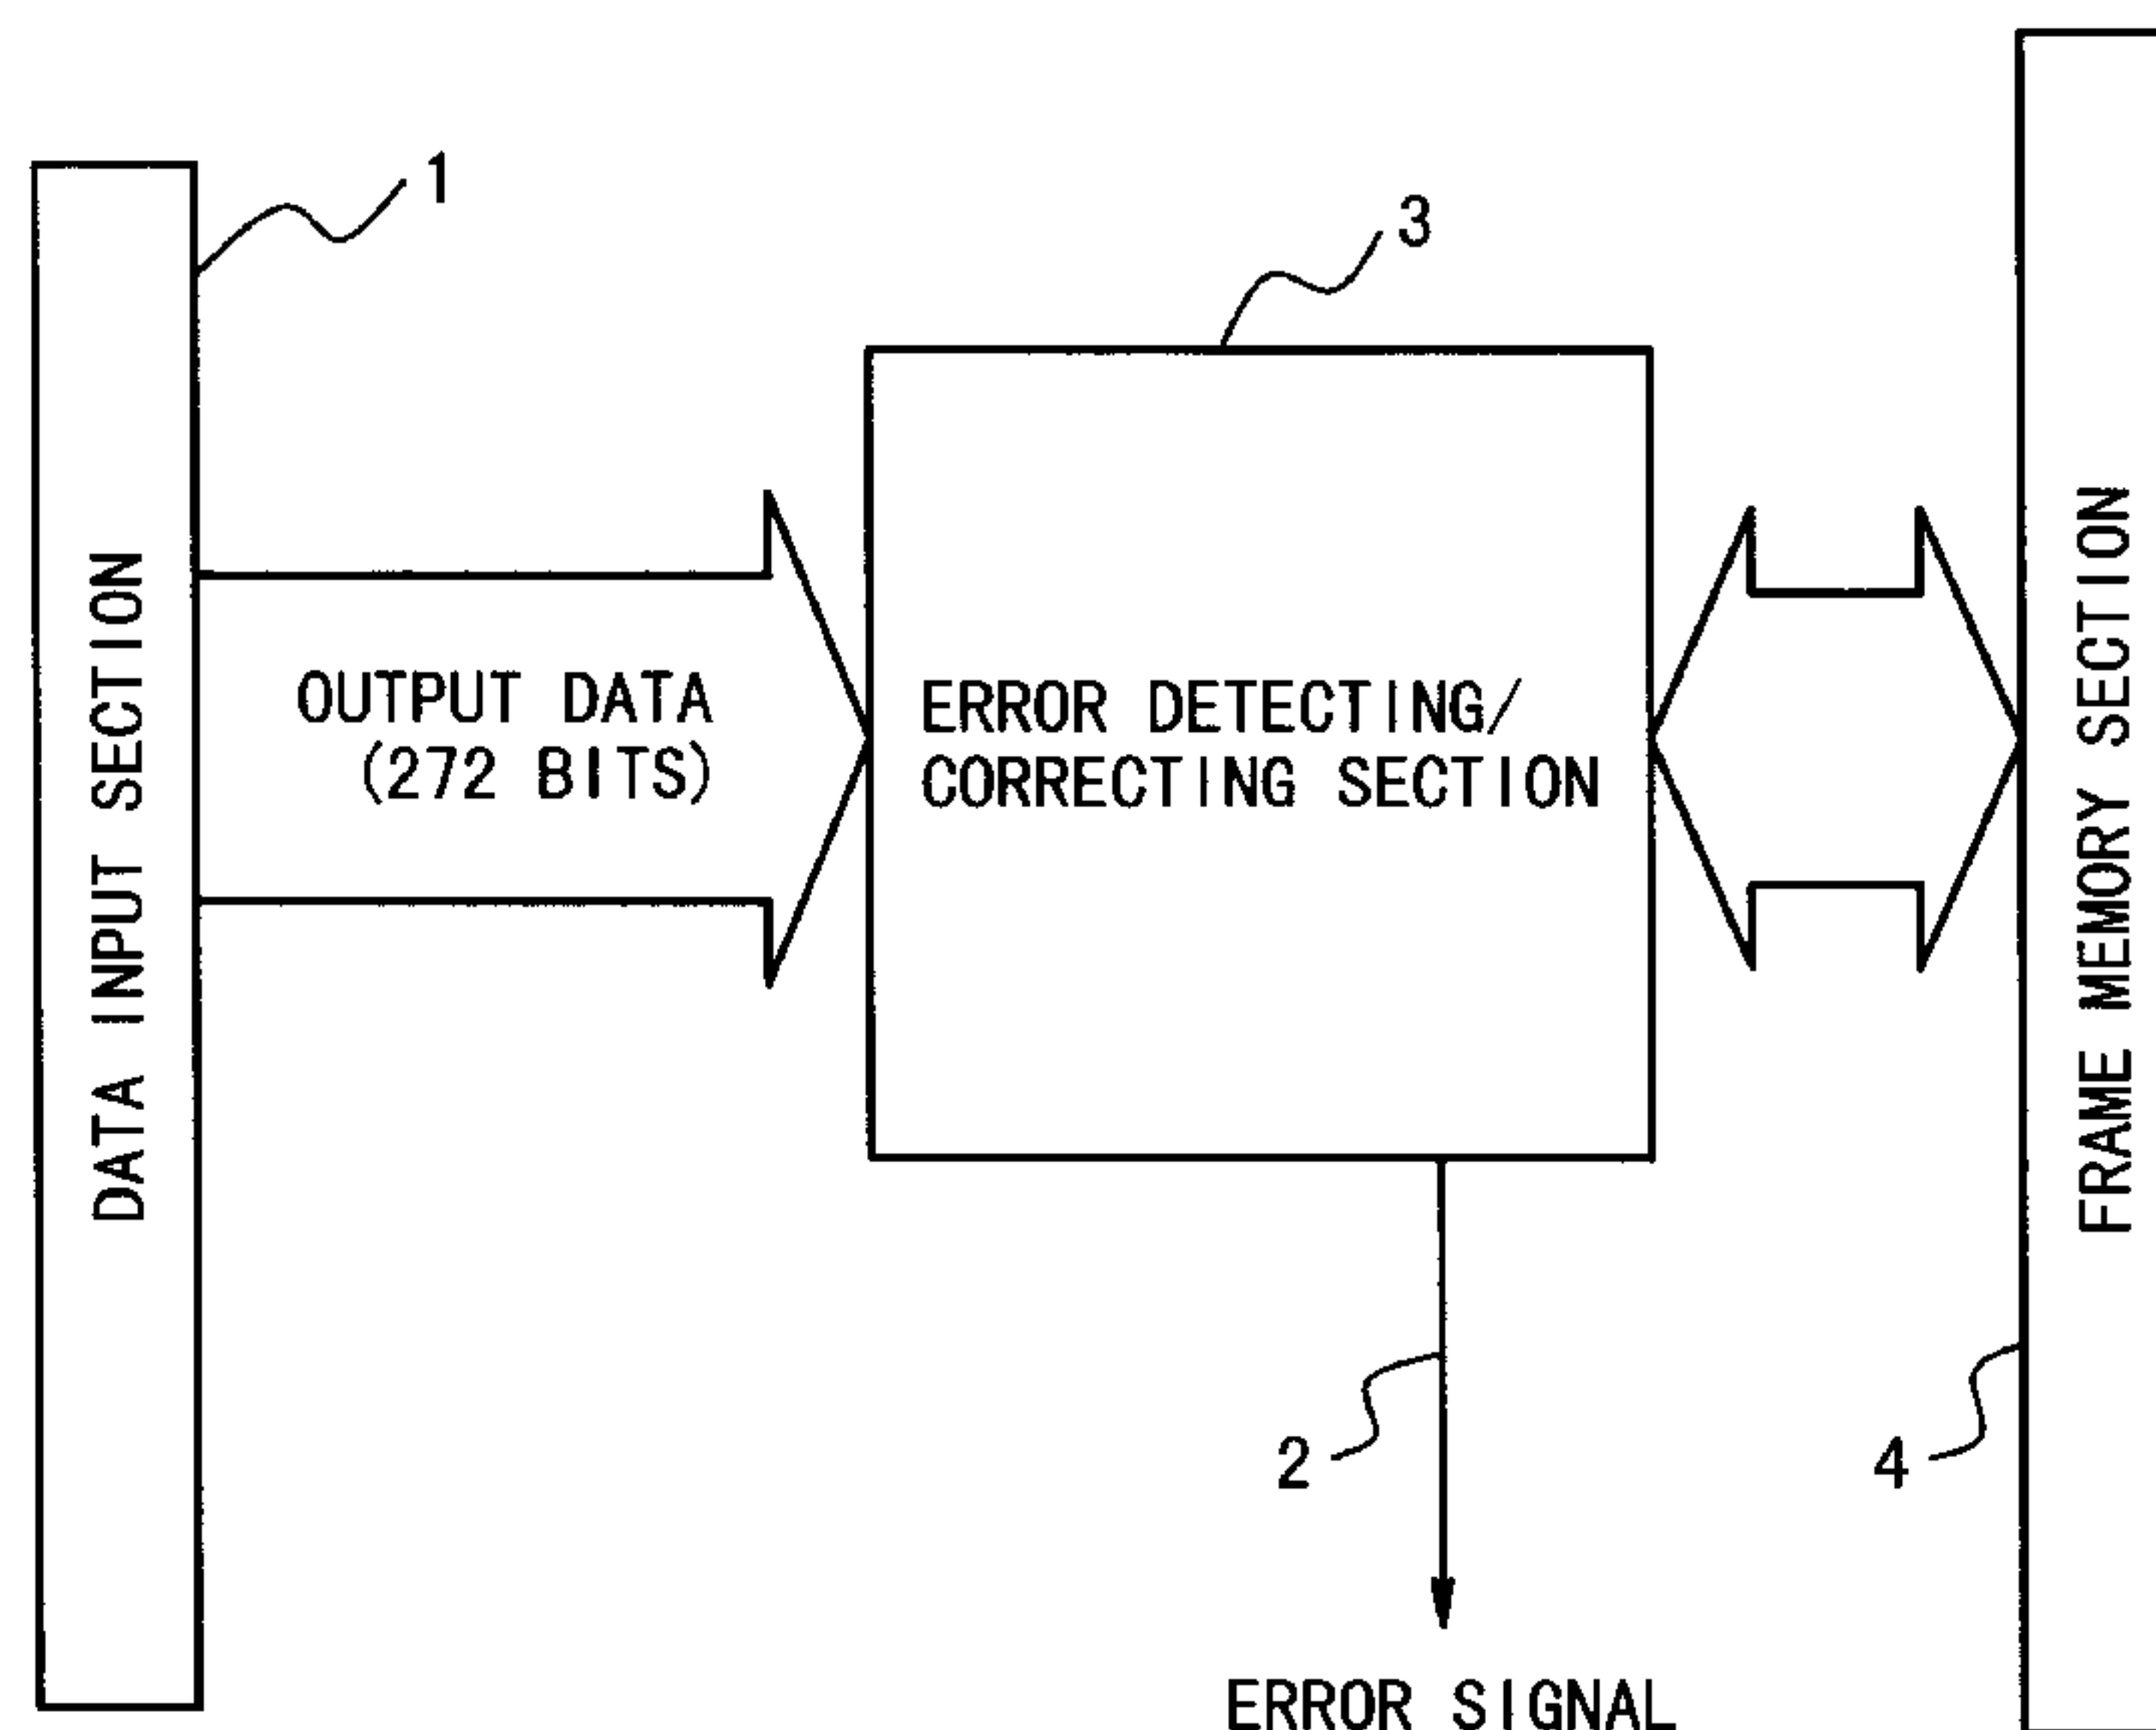 1
3
DATA INPUT SECTION
OUTPUT DATA
(272 BITS)
ERROR DETECTING/
CORRECTING SECTION
FRAME MEMORY SECTION
2
4
ERROR SIGNAL